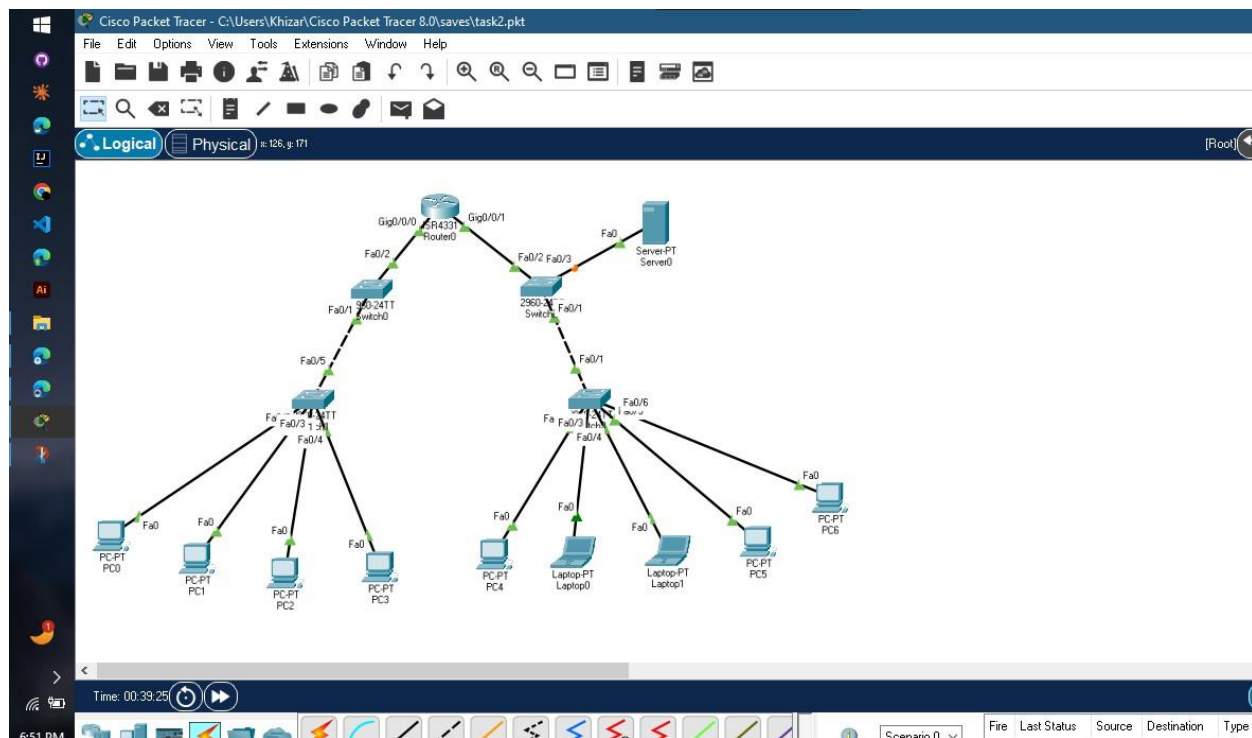 Cisco Packet Tracer - C:\Users\Khizar\Cisco Packet Tracer 8.0\saves\task2.pkt
File Edit Options View Tools Extensions Window Help
Logical Physical x: 126, y: 171 [Root]
Gig0/0/0 ISR4331 Gig0/0/1
Router0
Fa0/2
Fa0/2 Fa0/3
Fa0
Server-PT
Server0
Fa0/1
Switch0
Fa0/1
Fa0/5
Fa0/1
Fa0/3
Fa0/4
Fa0/6
Fa0/3
Fa0/4
Fa0
PC-PT
PC0
Fa0
PC-PT
PC1
Fa0
PC-PT
PC2
Fa0
PC-PT
PC3
Fa0
PC-PT
PC4
Fa0
Laptop-PT
Laptop0
Fa0
Laptop-PT
Laptop1
Fa0
PC-PT
PC5
Fa0
PC-PT
PC6
Time: 00:39:25
6:51 PM
Scenario 0
Fire Last Status Source Destination Type